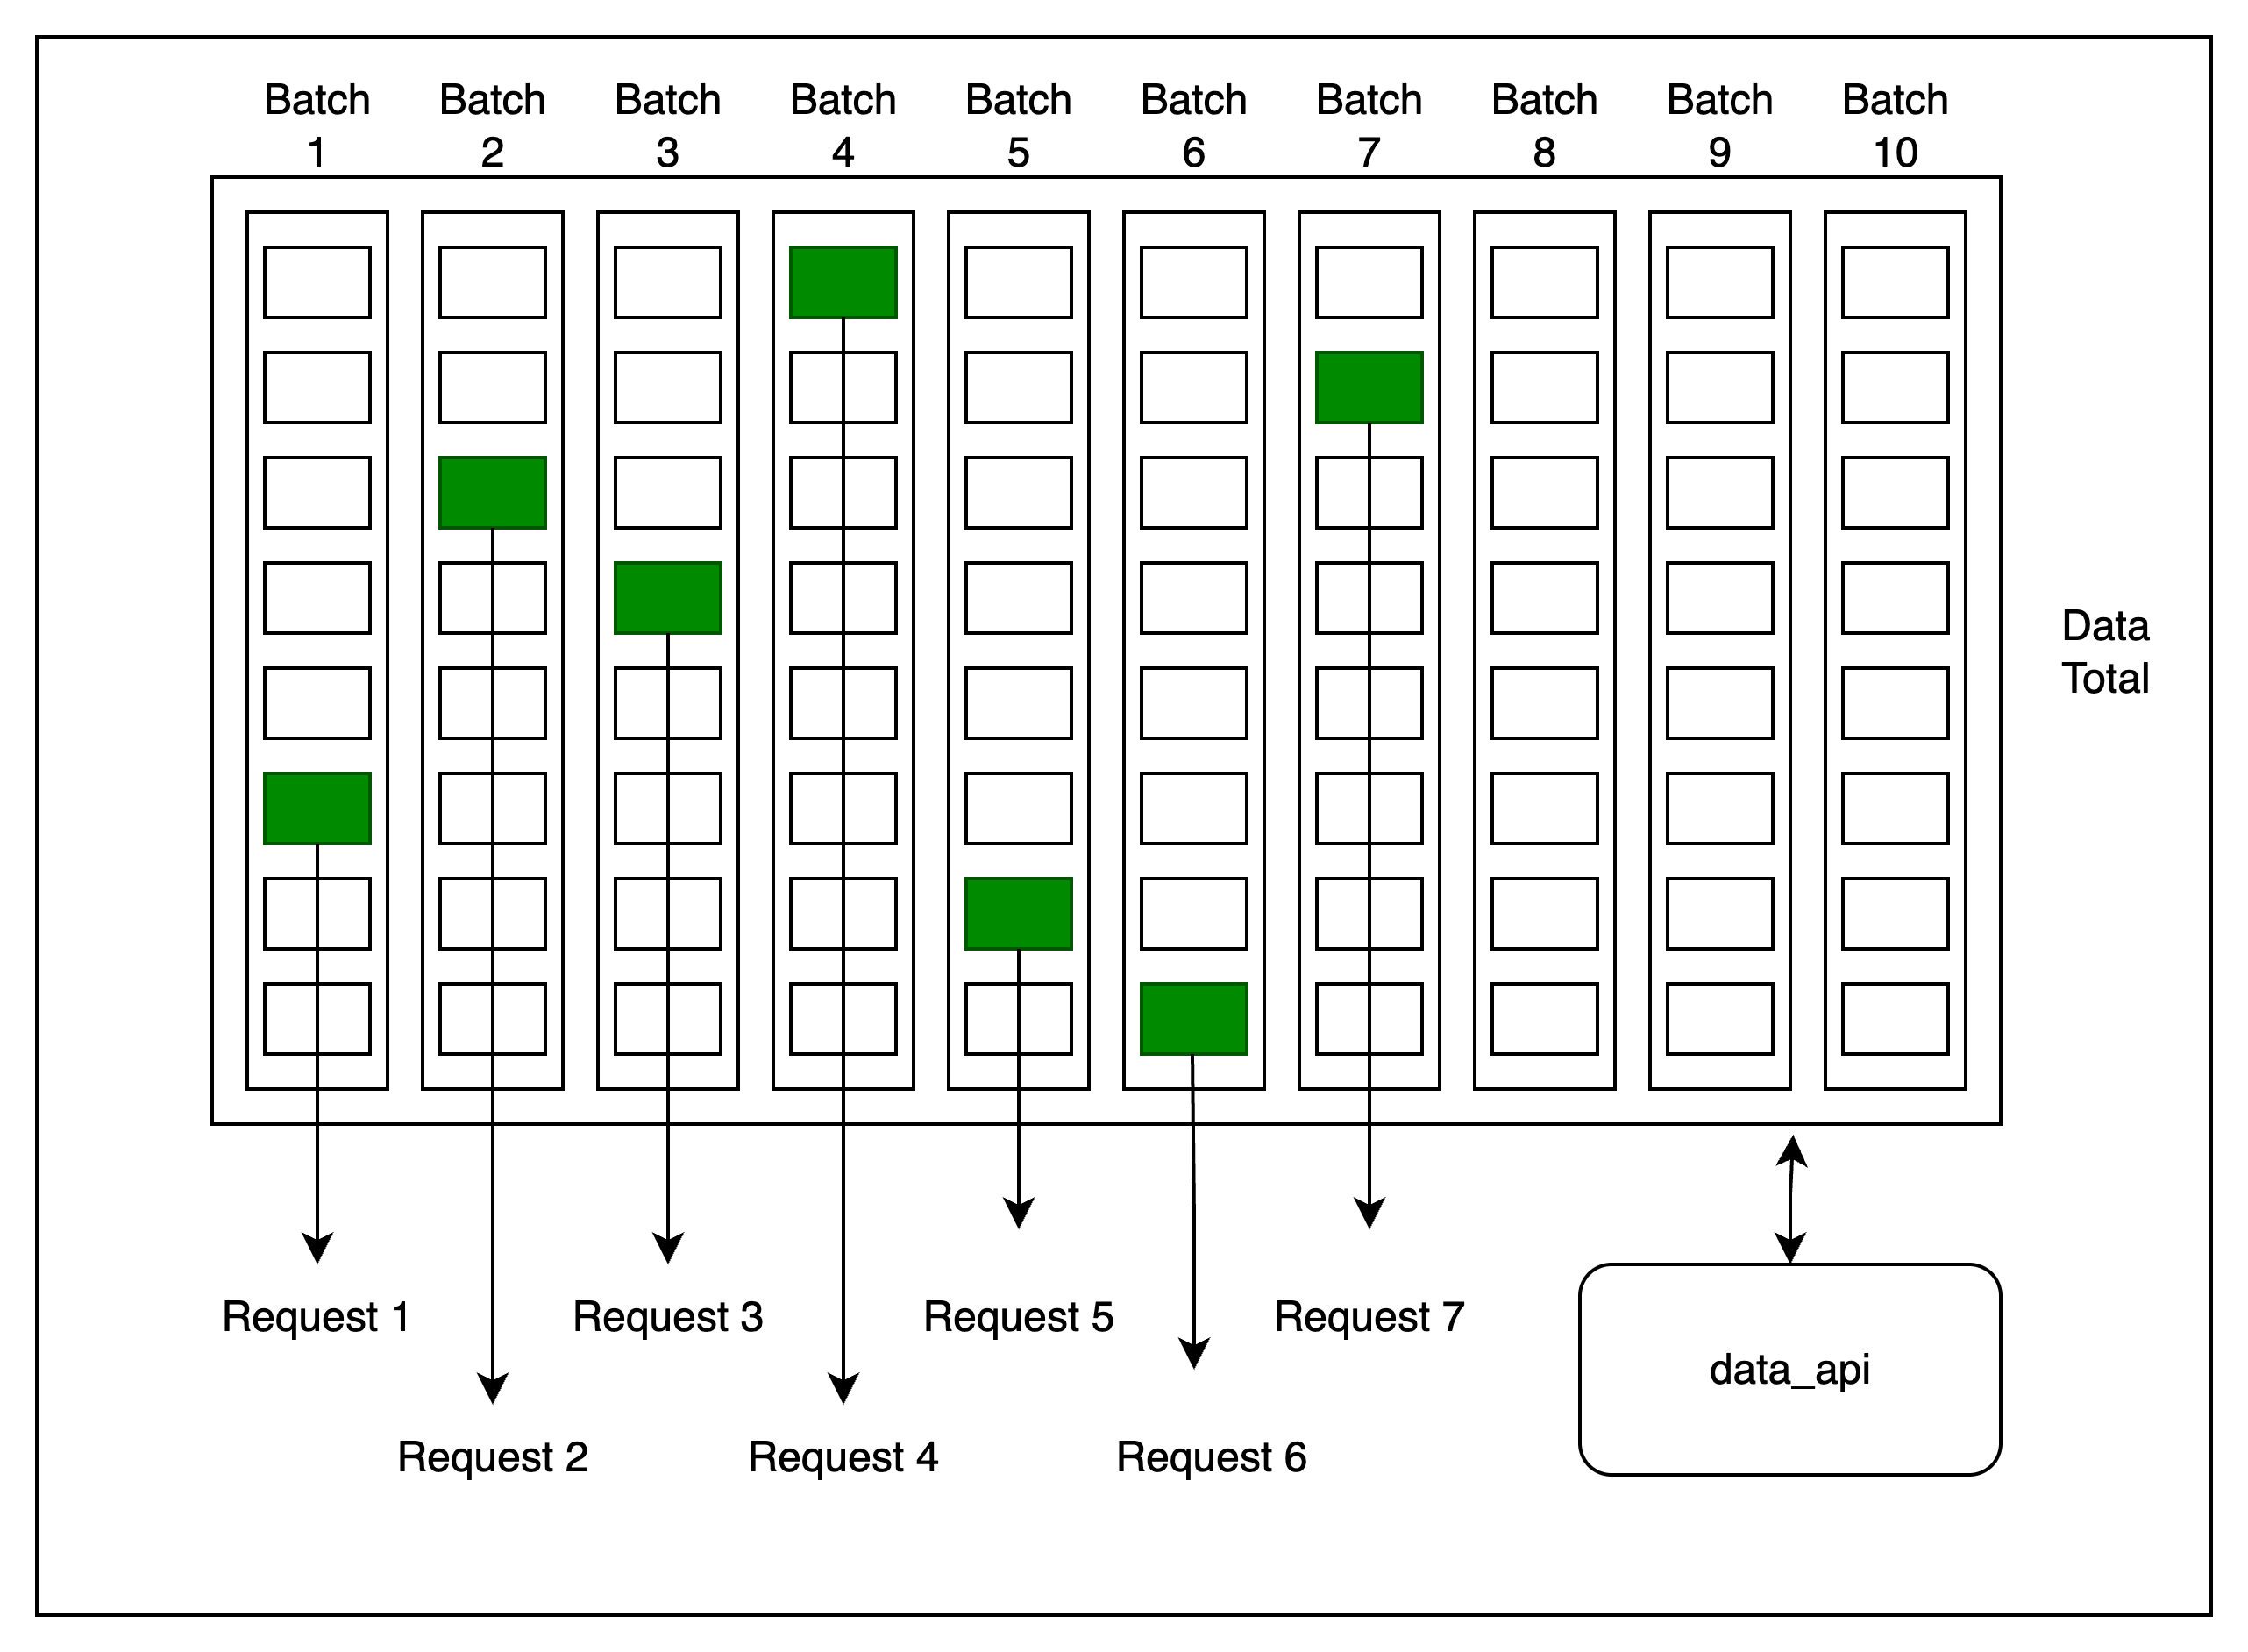 Batch
1
Batch
2
Batch
3
Batch
4
Batch
5
Batch
6
Batch
7
Batch
8
Batch
9
Batch
10
Data
Total
Request 1
Request 3
Request 5
Request 7
data_api
Request 2
Request 4
Request 6